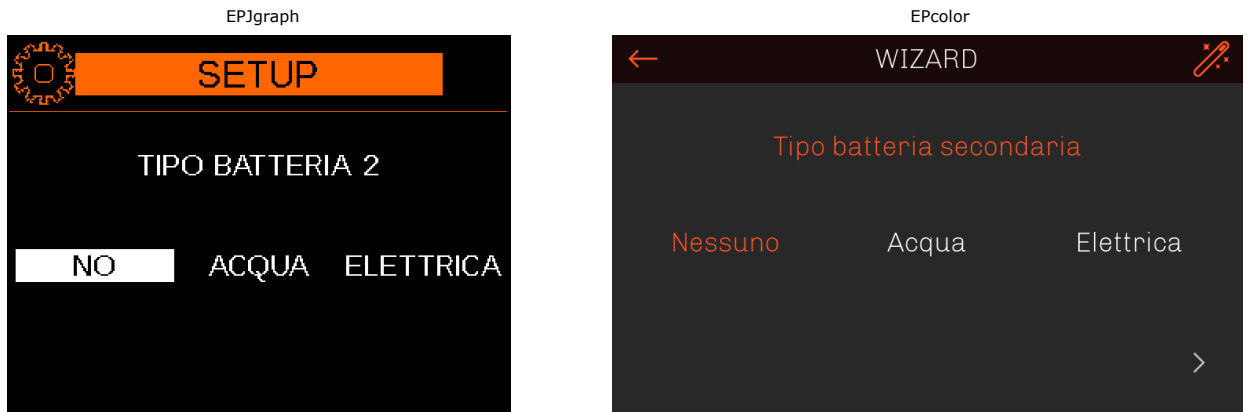 EPJgraph
SETUP
TIPO BATTERIA 2
NO ACQUA ELETTRICA
EPcolor
WIZARD
Tipo batteria secondaria
Nessuno Acqua Elettrica